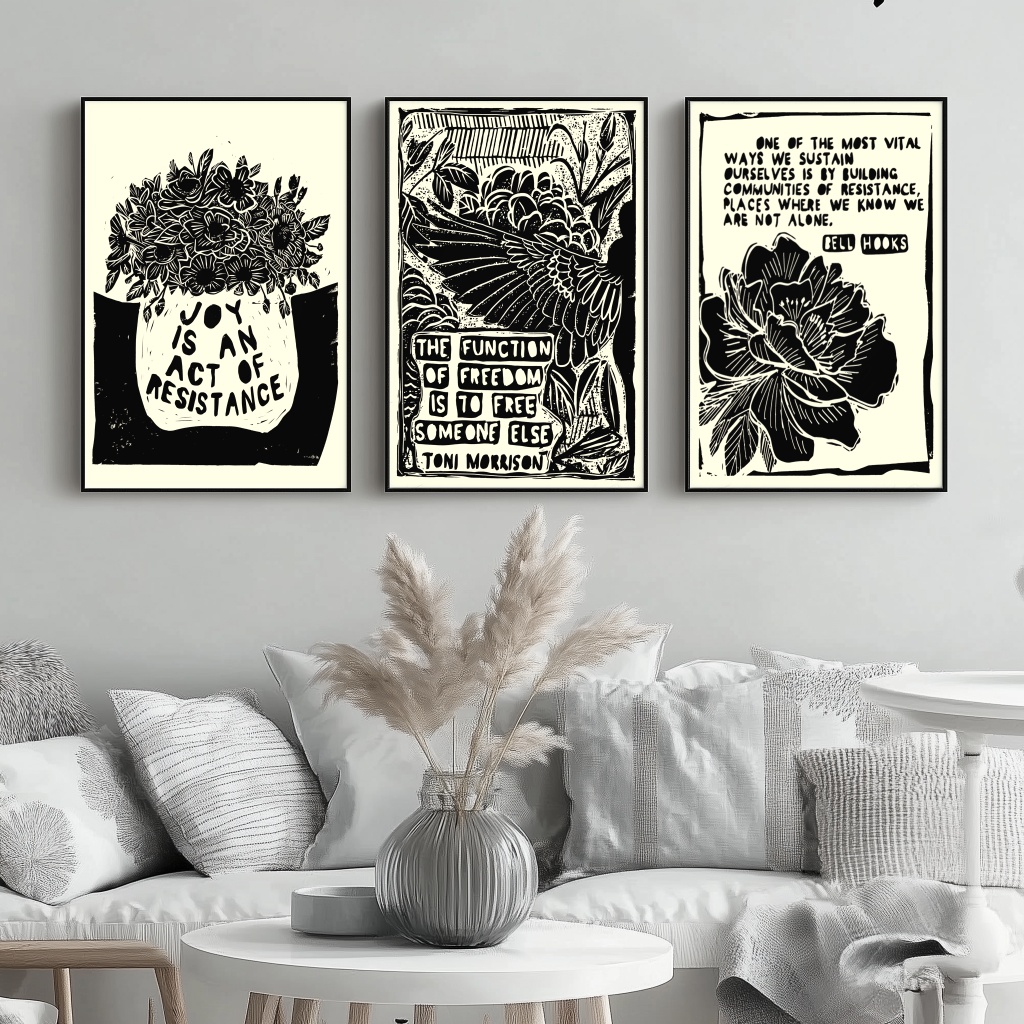 JOY
IS AN
ACT OF
RESISTANCE
THE FUNCTION
OF FREEDOM
IS TO FREE
SOMEONE ELSE
TONI MORRISON
ONE OF THE MOST VITAL
WAYS WE SUSTAIN
OURSELVES IS BY BUILDING
COMMUNITIES OF RESISTANCE,
PLACES WHERE WE KNOW WE
ARE NOT ALONE.
BELL HOOKS